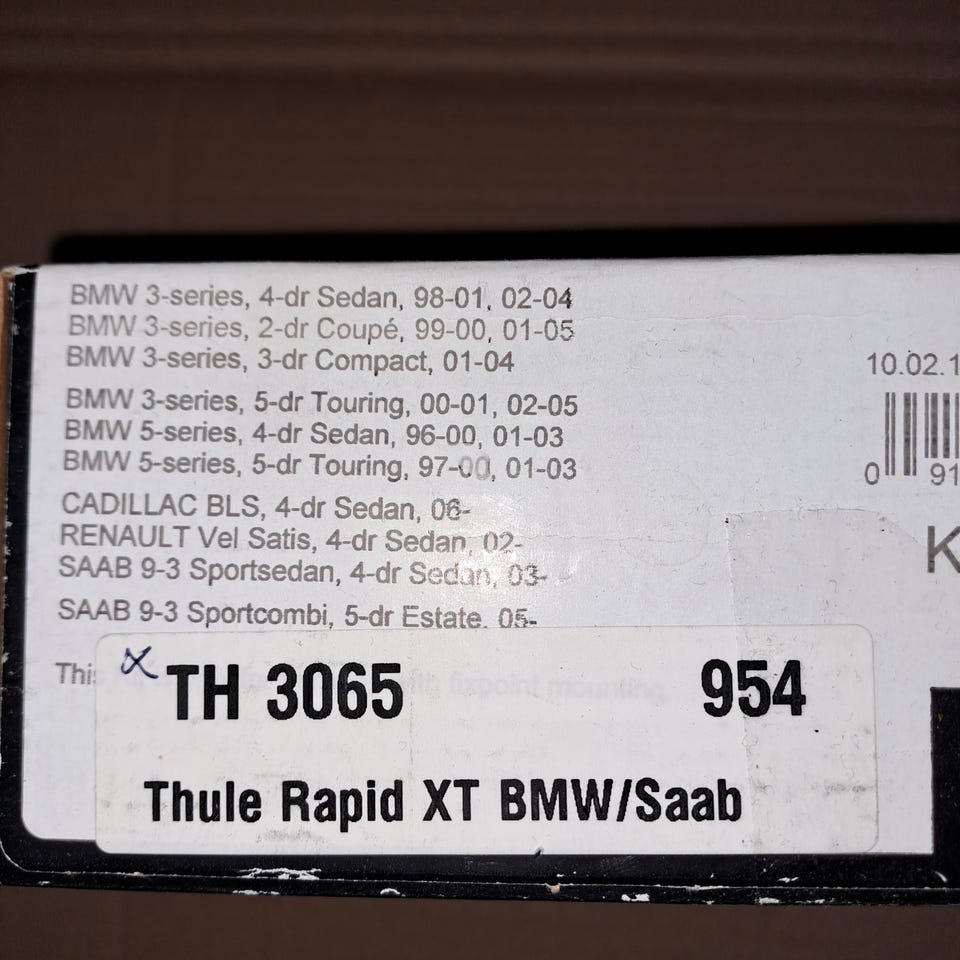 BMW 3-series, 4-dr Sedan, 98-01, 02-04
BMW 3-series, 2-dr Coupé, 99-00, 01-05
BMW 3-series, 3-dr Compact, 01-04
BMW 3-series, 5-dr Touring, 00-01, 02-05
BMW 5-series, 4-dr Sedan, 96-00, 01-03
BMW 5-series, 5-dr Touring, 97-00, 01-03
CADILLAC BLS, 4-dr Sedan, 06-
RENAULT Vel Satis, 4-dr Sedan, 02-
SAAB 9-3 Sportsedan, 4-dr Sedan, 03-
SAAB 9-3 Sportcombi, 5-dr Estate, 05-
10.02.1
0 91
K
This with fixpoint mounting
x TH 3065 954
Thule Rapid XT BMW/Saab